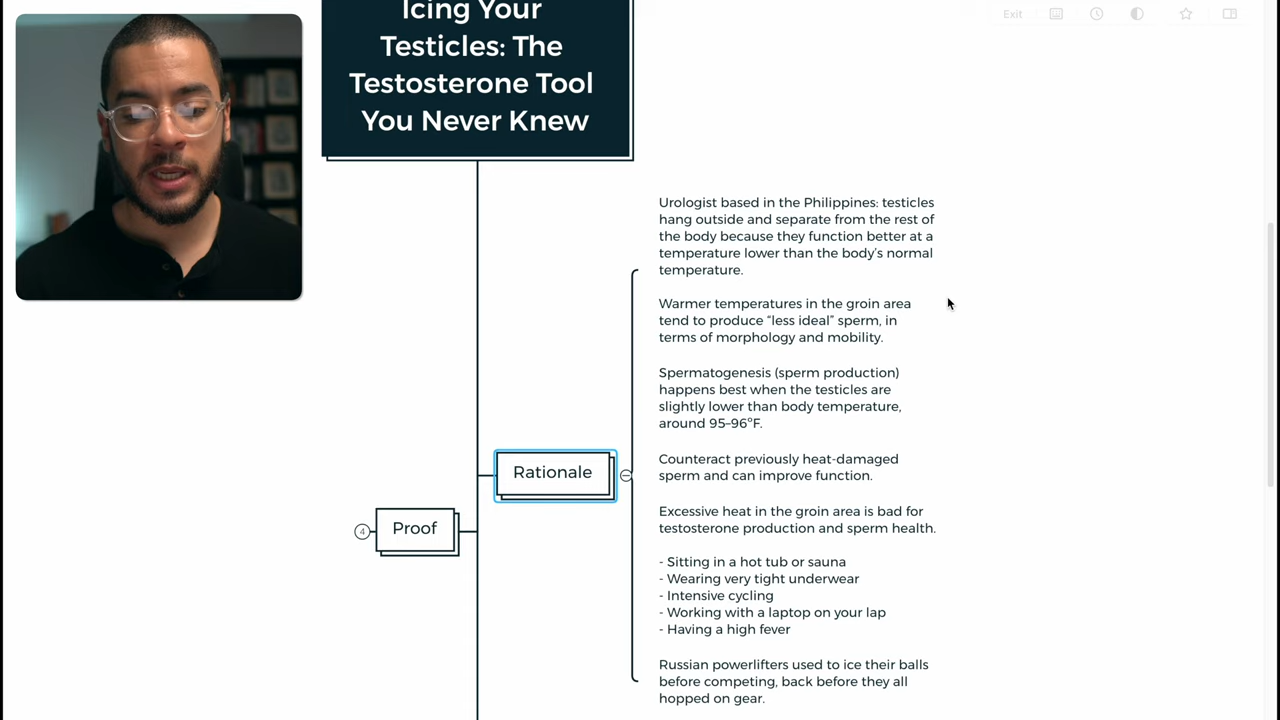 Exit
Icing Your
Testicles: The
Testosterone Tool
You Never Knew
Urologist based in the Philippines: testicles
hang outside and separate from the rest of
the body because they function better at a
temperature lower than the body's normal
temperature.
Warmer temperatures in the groin area
tend to produce “less ideal” sperm, in
terms of morphology and mobility.
Spermatogenesis (sperm production)
happens best when the testicles are
slightly lower than body temperature,
around 95-96°F.
Counteract previously heat-damaged
sperm and can improve function.
Rationale
Excessive heat in the groin area is bad for
testosterone production and sperm health.
4
Proof
- Sitting in a hot tub or sauna
- Wearing very tight underwear
- Intensive cycling
- Working with a laptop on your lap
- Having a high fever
Russian powerlifters used to ice their balls
before competing, back before they all
hopped on gear.